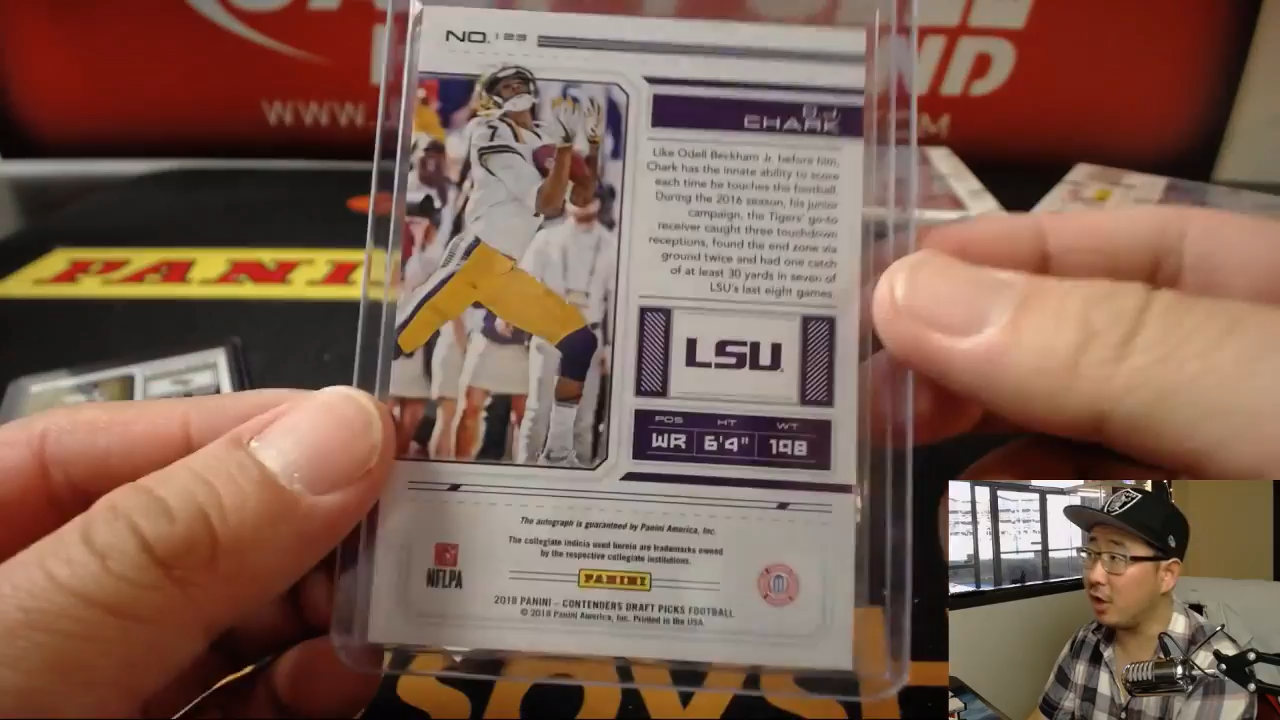 NO. 123
DJ
CHARK
Like Odell Beckham Jr. before him,
Chark has the innate ability to score
each time he touches the football.
During the 2016 season, his junior
campaign, the Tigers' go-to
receiver caught three touchdown
receptions, found the end zone via
ground twice and had one catch
of at least 30 yards in seven of
LSU's last eight games.
LSU
POS HT WT
WR 6'4" 198
The autograph is guaranteed by Panini America, Inc.
The collegiate indicia used herein are trademarks owned
by the respective collegiate institutions.
NFLPA
PANINI
2018 PANINI – CONTENDERS DRAFT PICKS FOOTBALL
© 2018 Panini America, Inc. Printed in the USA.
WWW.
PANI
7